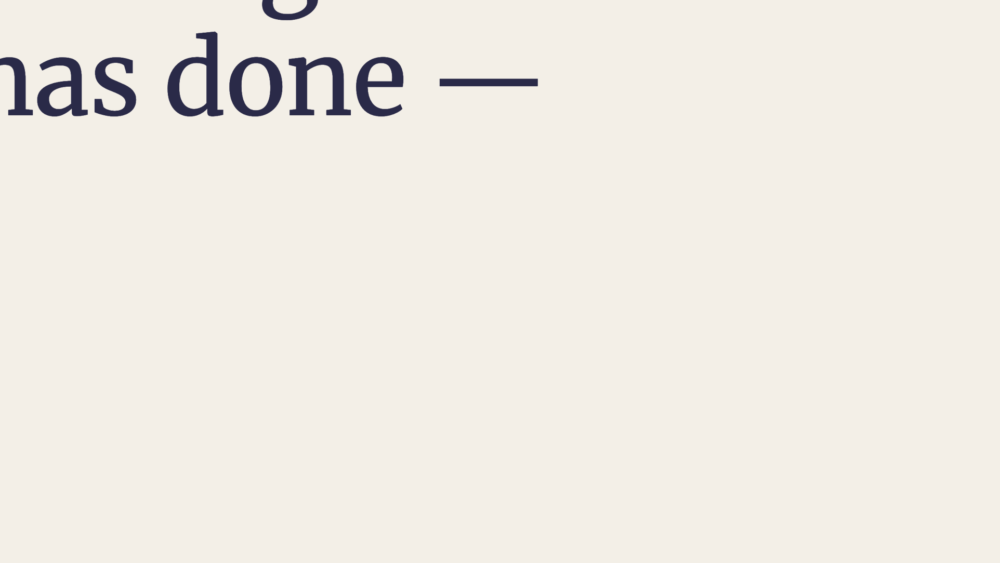 has done —